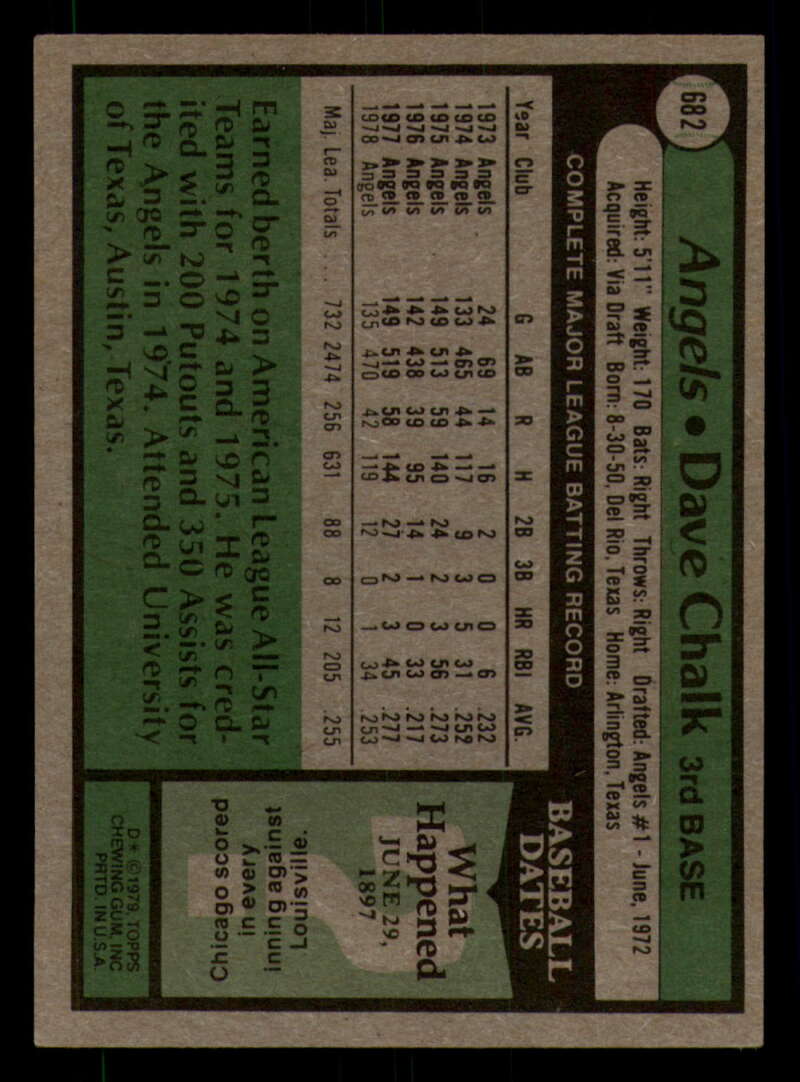 682
Angels • Dave Chalk 3rd BASE
Height: 5'11" Weight: 170 Bats: Right Throws: Right Drafted: Angels #1 - June, 1972
Acquired: Via Draft Born: 8-30-50, Del Rio, Texas Home: Arlington, Texas
COMPLETE MAJOR LEAGUE BATTING RECORD
Year Club G AB R H 2B 3B HR RBI AVG.
1973 Angels 24 69 14 16 2 0 0 6 .232
1974 Angels 133 465 44 117 9 3 5 31 .252
1975 Angels 149 513 59 140 24 2 3 56 .273
1976 Angels 142 438 39 95 14 1 0 33 .217
1977 Angels 149 519 58 144 27 2 3 45 .277
1978 Angels 135 470 42 119 12 0 1 34 .253
Maj. Lea. Totals .... 732 2474 256 631 88 8 12 205 .255
Earned berth on American League All-Star
Teams for 1974 and 1975. He was cred-
ited with 200 Putouts and 350 Assists for
the Angels in 1974. Attended University
of Texas, Austin, Texas.
BASEBALL
DATES
What
Happened
JUNE 29,
1897
Chicago scored
in every
inning against
Louisville.
D* © 1979 TOPPS
CHEWING GUM, INC
PRTD. IN U.S.A.